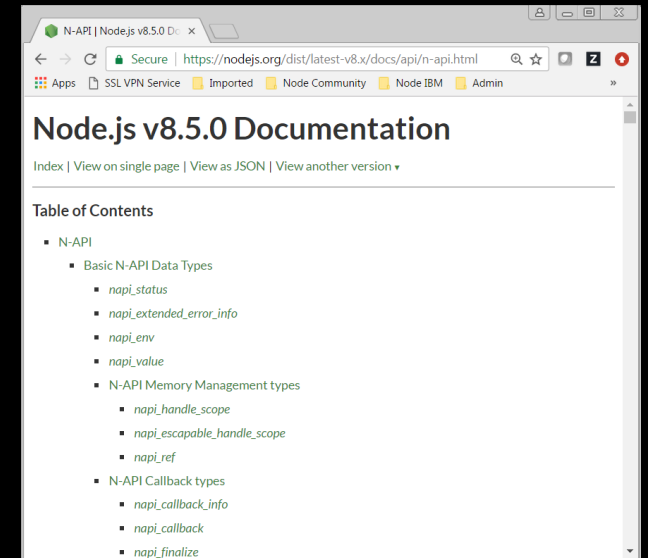 N-API | Node.js v8.5.0 Do
Secure | https://nodejs.org/dist/latest-v8.x/docs/api/n-api.html
Apps SSL VPN Service Imported Node Community Node IBM Admin »
Node.js v8.5.0 Documentation
Index | View on single page | View as JSON | View another version ▾
Table of Contents
N-API
Basic N-API Data Types
napi_status
napi_extended_error_info
napi_env
napi_value
N-API Memory Management types
napi_handle_scope
napi_escapable_handle_scope
napi_ref
N-API Callback types
napi_callback_info
napi_callback
napi_finalize